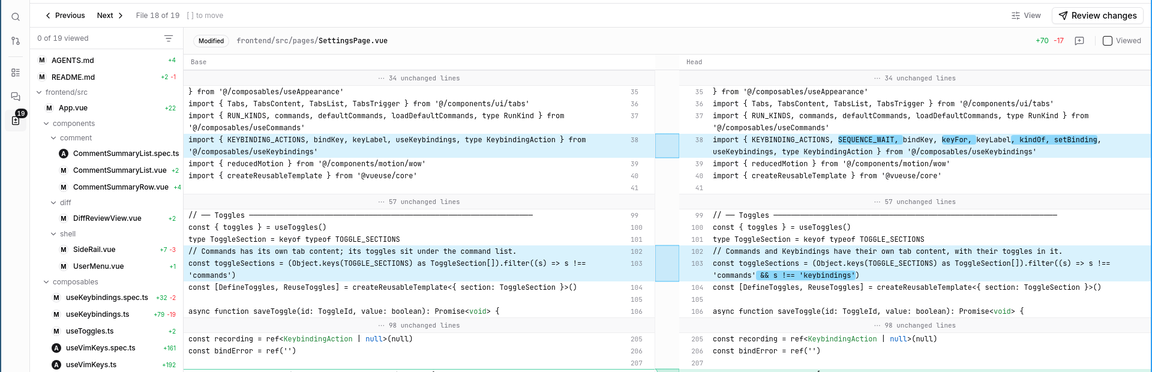 Previous Next File 18 of 19 [ ] to move View Review changes
0 of 19 viewed
Modified frontend/src/pages/SettingsPage.vue +70 -17 Viewed
AGENTS.md +4
README.md +2 -1
frontend/src
App.vue +22
components
comment
CommentSummaryList.spec.ts
CommentSummaryList.vue +2
CommentSummaryRow.vue +4
diff
DiffReviewView.vue +2
shell
SideRail.vue +7 -3
UserMenu.vue +1
composables
useKeybindings.spec.ts +32 -2
useKeybindings.ts +79 -19
useToggles.ts +2
useVimKeys.spec.ts +161
useVimKeys.ts +192
19
Base
··· 34 unchanged lines
} from '@/composables/useAppearance' 35
import { Tabs, TabsContent, TabsList, TabsTrigger } from '@/components/ui/tabs' 36
import { RUN_KINDS, commands, defaultCommands, loadDefaultCommands, type RunKind } from 37
'@/composables/useCommands'
import { KEYBINDING_ACTIONS, bindKey, keyLabel, useKeybindings, type KeybindingAction } from 38
'@/composables/useKeybindings'
import { reducedMotion } from '@/components/motion/wow' 39
import { createReusableTemplate } from '@vueuse/core' 40
41
··· 57 unchanged lines
// —— Toggles ———————————————————— 99
const { toggles } = useToggles() 100
type ToggleSection = keyof typeof TOGGLE_SECTIONS 101
// Commands has its own tab content; its toggles sit under the command list. 102
const toggleSections = (Object.keys(TOGGLE_SECTIONS) as ToggleSection[]).filter((s) => s !== 103
'commands')
const [DefineToggles, ReuseToggles] = createReusableTemplate<{ section: ToggleSection }>() 104
105
async function saveToggle(id: ToggleId, value: boolean): Promise<void> { 106
··· 98 unchanged lines
const recording = ref<KeybindingAction | null>(null) 205
const bindError = ref('') 206
207
Head
··· 34 unchanged lines
35 } from '@/composables/useAppearance'
36 import { Tabs, TabsContent, TabsList, TabsTrigger } from '@/components/ui/tabs'
37 import { RUN_KINDS, commands, defaultCommands, loadDefaultCommands, type RunKind } from
'@/composables/useCommands'
38 import { KEYBINDING_ACTIONS, SEQUENCE_WAIT, bindKey, keyFor, keyLabel, kindOf, setBinding,
useKeybindings, type KeybindingAction } from '@/composables/useKeybindings'
39 import { reducedMotion } from '@/components/motion/wow'
40 import { createReusableTemplate } from '@vueuse/core'
41
··· 57 unchanged lines
99 // —— Toggles ————————————————————
100 const { toggles } = useToggles()
101 type ToggleSection = keyof typeof TOGGLE_SECTIONS
102 // Commands and Keybindings have their own tab content, with their toggles in it.
103 const toggleSections = (Object.keys(TOGGLE_SECTIONS) as ToggleSection[]).filter((s) => s !==
'commands' && s !== 'keybindings')
104 const [DefineToggles, ReuseToggles] = createReusableTemplate<{ section: ToggleSection }>()
105
106 async function saveToggle(id: ToggleId, value: boolean): Promise<void> {
··· 98 unchanged lines
205 const recording = ref<KeybindingAction | null>(null)
206 const bindError = ref('')
207